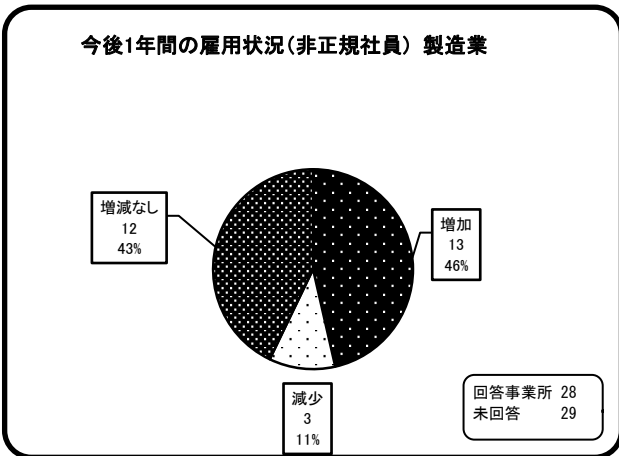 今後1年間の雇用状況(非正規社員) 製造業
増減なし
12
43%
増加
13
46%
減少
3
11%
回答事業所 28
未回答 29